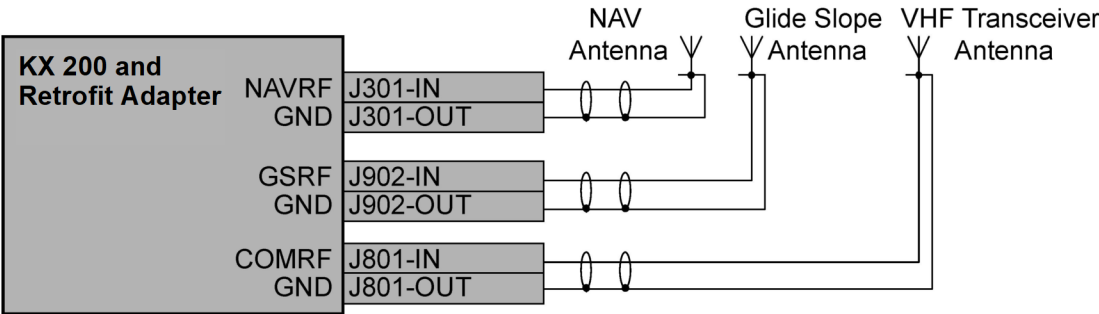 NAV Antenna
Glide Slope Antenna
VHF Transceiver Antenna
KX 200 and
Retrofit Adapter
NAVRF J301-IN
GND J301-OUT
GSRF J902-IN
GND J902-OUT
COMRF J801-IN
GND J801-OUT